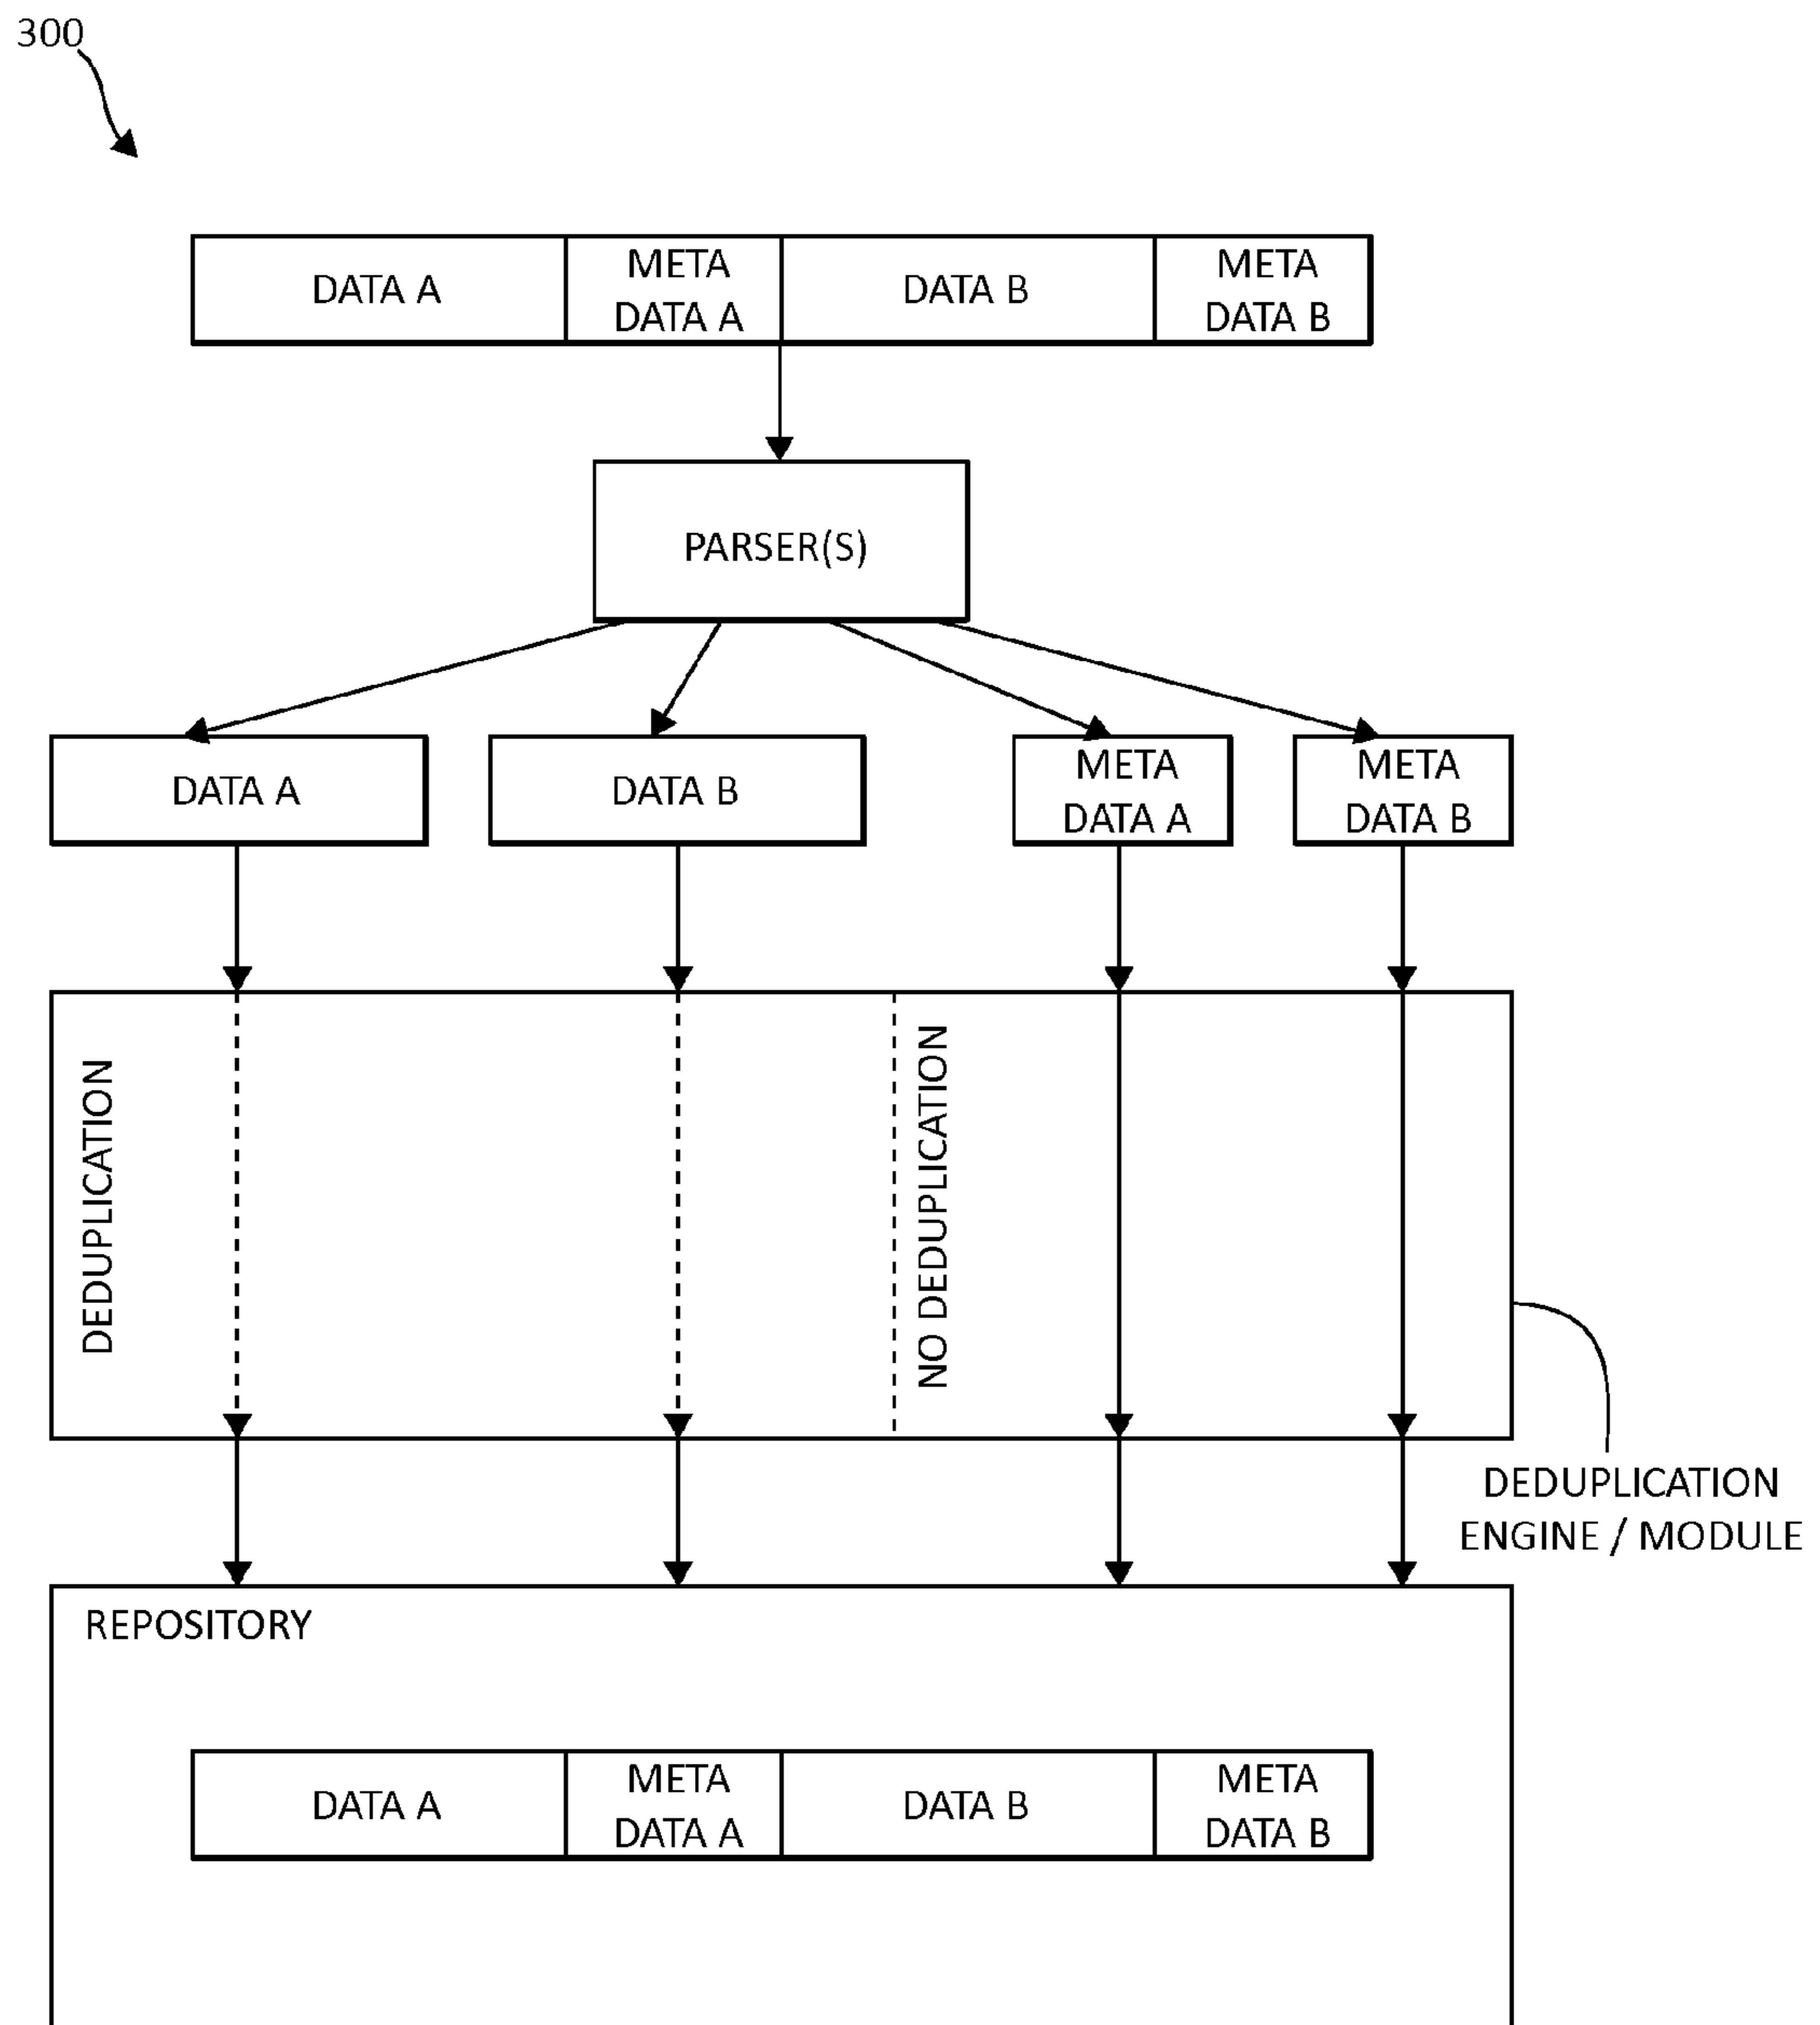 300
DATA A
META
DATA A
DATA B
META
DATA B
PARSER(S)
DATA A
DATA B
META
DATA A
META
DATA B
DEDUPLICATION
NO DEDUPLICATION
DEDUPLICATION
ENGINE / MODULE
REPOSITORY
DATA A
META
DATA A
DATA B
META
DATA B